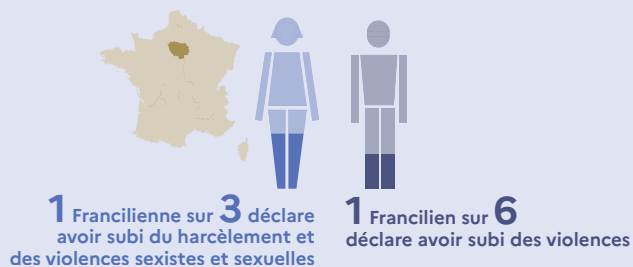 1 Francilienne sur 3 déclare
avoir subi du harcèlement et
des violences sexistes et sexuelles
1 Francilien sur 6
déclare avoir subi des violences